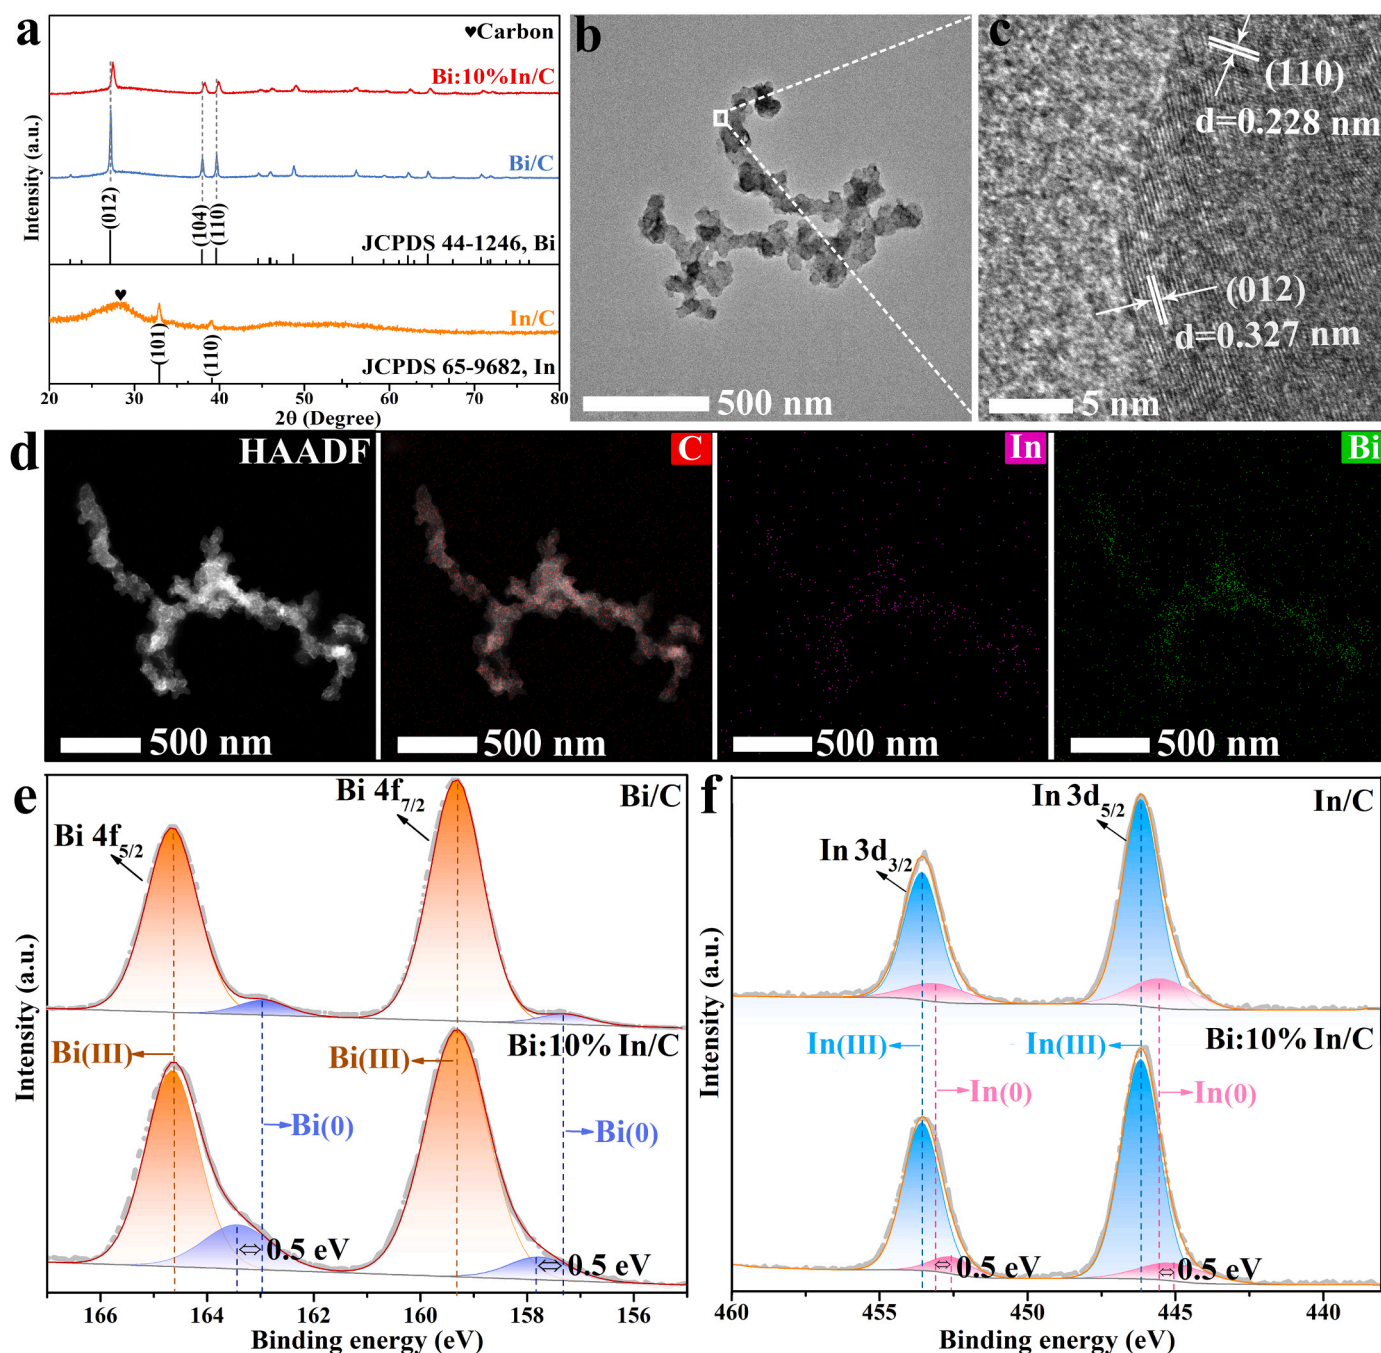 a
♥Carbon
Bi:10%In/C
Bi/C
(012)
(104)
(110)
JCPDS 44-1246, Bi
♥
In/C
(101)
(110)
JCPDS 65-9682, In
Intensity (a.u.)
20 30 40 50 60 70 80
2θ (Degree)
b
500 nm
c
(110)
d=0.228 nm
(012)
d=0.327 nm
5 nm
d
HAADF
500 nm
C
500 nm
In
500 nm
Bi
500 nm
e
Bi 4f7/2
Bi/C
Bi 4f5/2
Bi(III)
Bi(III)
Bi:10% In/C
Bi(0)
Bi(0)
0.5 eV
0.5 eV
Intensity (a.u.)
166 164 162 160 158 156
Binding energy (eV)
f
In 3d5/2
In/C
In 3d3/2
In(III)
In(III)
Bi:10% In/C
In(0)
In(0)
0.5 eV
0.5 eV
Intensity (a.u.)
460 455 450 445 440
Binding energy (eV)